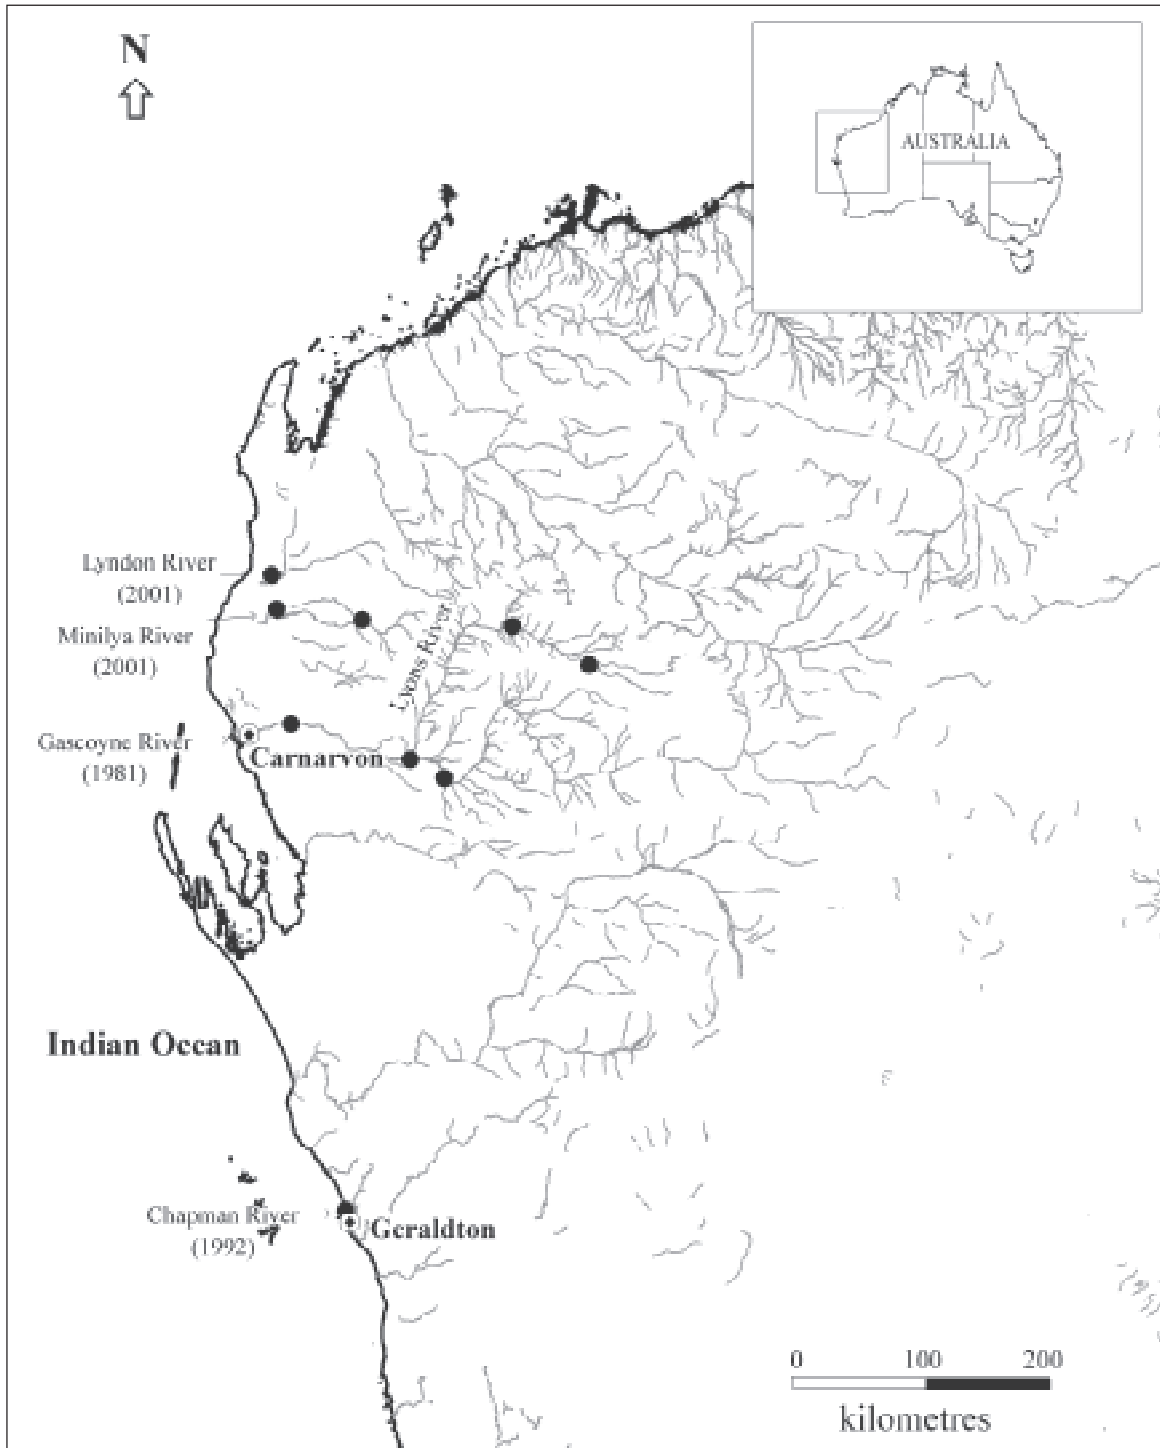 N
AUSTRALIA
Lyndon River
(2001)
Minilya River
(2001)
Lyons River
Gascoyne River
(1981)
Carnarvon
Indian Ocean
Chapman River
(1992)
Geraldton
0 100 200
kilometres